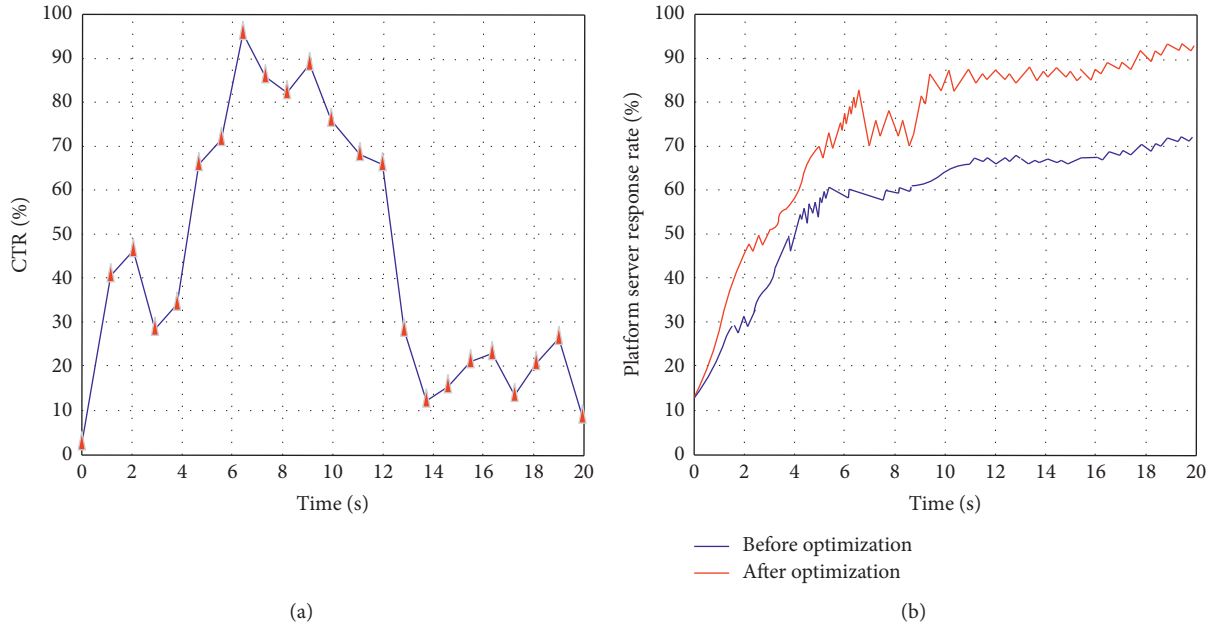 CTR (%)
100
90
80
70
60
50
40
30
20
10
0
0 2 4 6 8 10 12 14 16 18 20
Time (s)
(a)
Platform server response rate (%)
100
90
80
70
60
50
40
30
20
10
0
0 2 4 6 8 10 12 14 16 18 20
Time (s)
Before optimization
After optimization
(b)